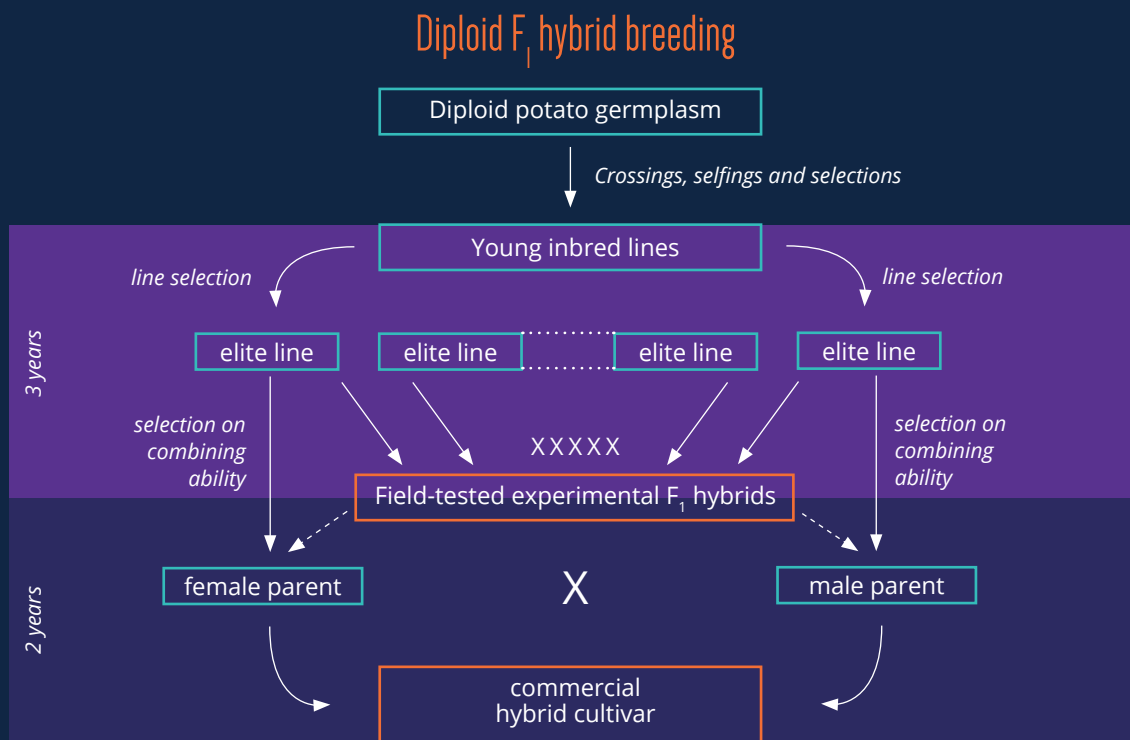 Diploid F₁ hybrid breeding
Diploid potato germplasm
Crossings, selfings and selections
Young inbred lines
line selection
line selection
3 years
elite line
elite line
elite line
elite line
selection on
combining
ability
XXXXX
selection on
combining
ability
Field-tested experimental F₁ hybrids
2 years
female parent
X
male parent
commercial
hybrid cultivar